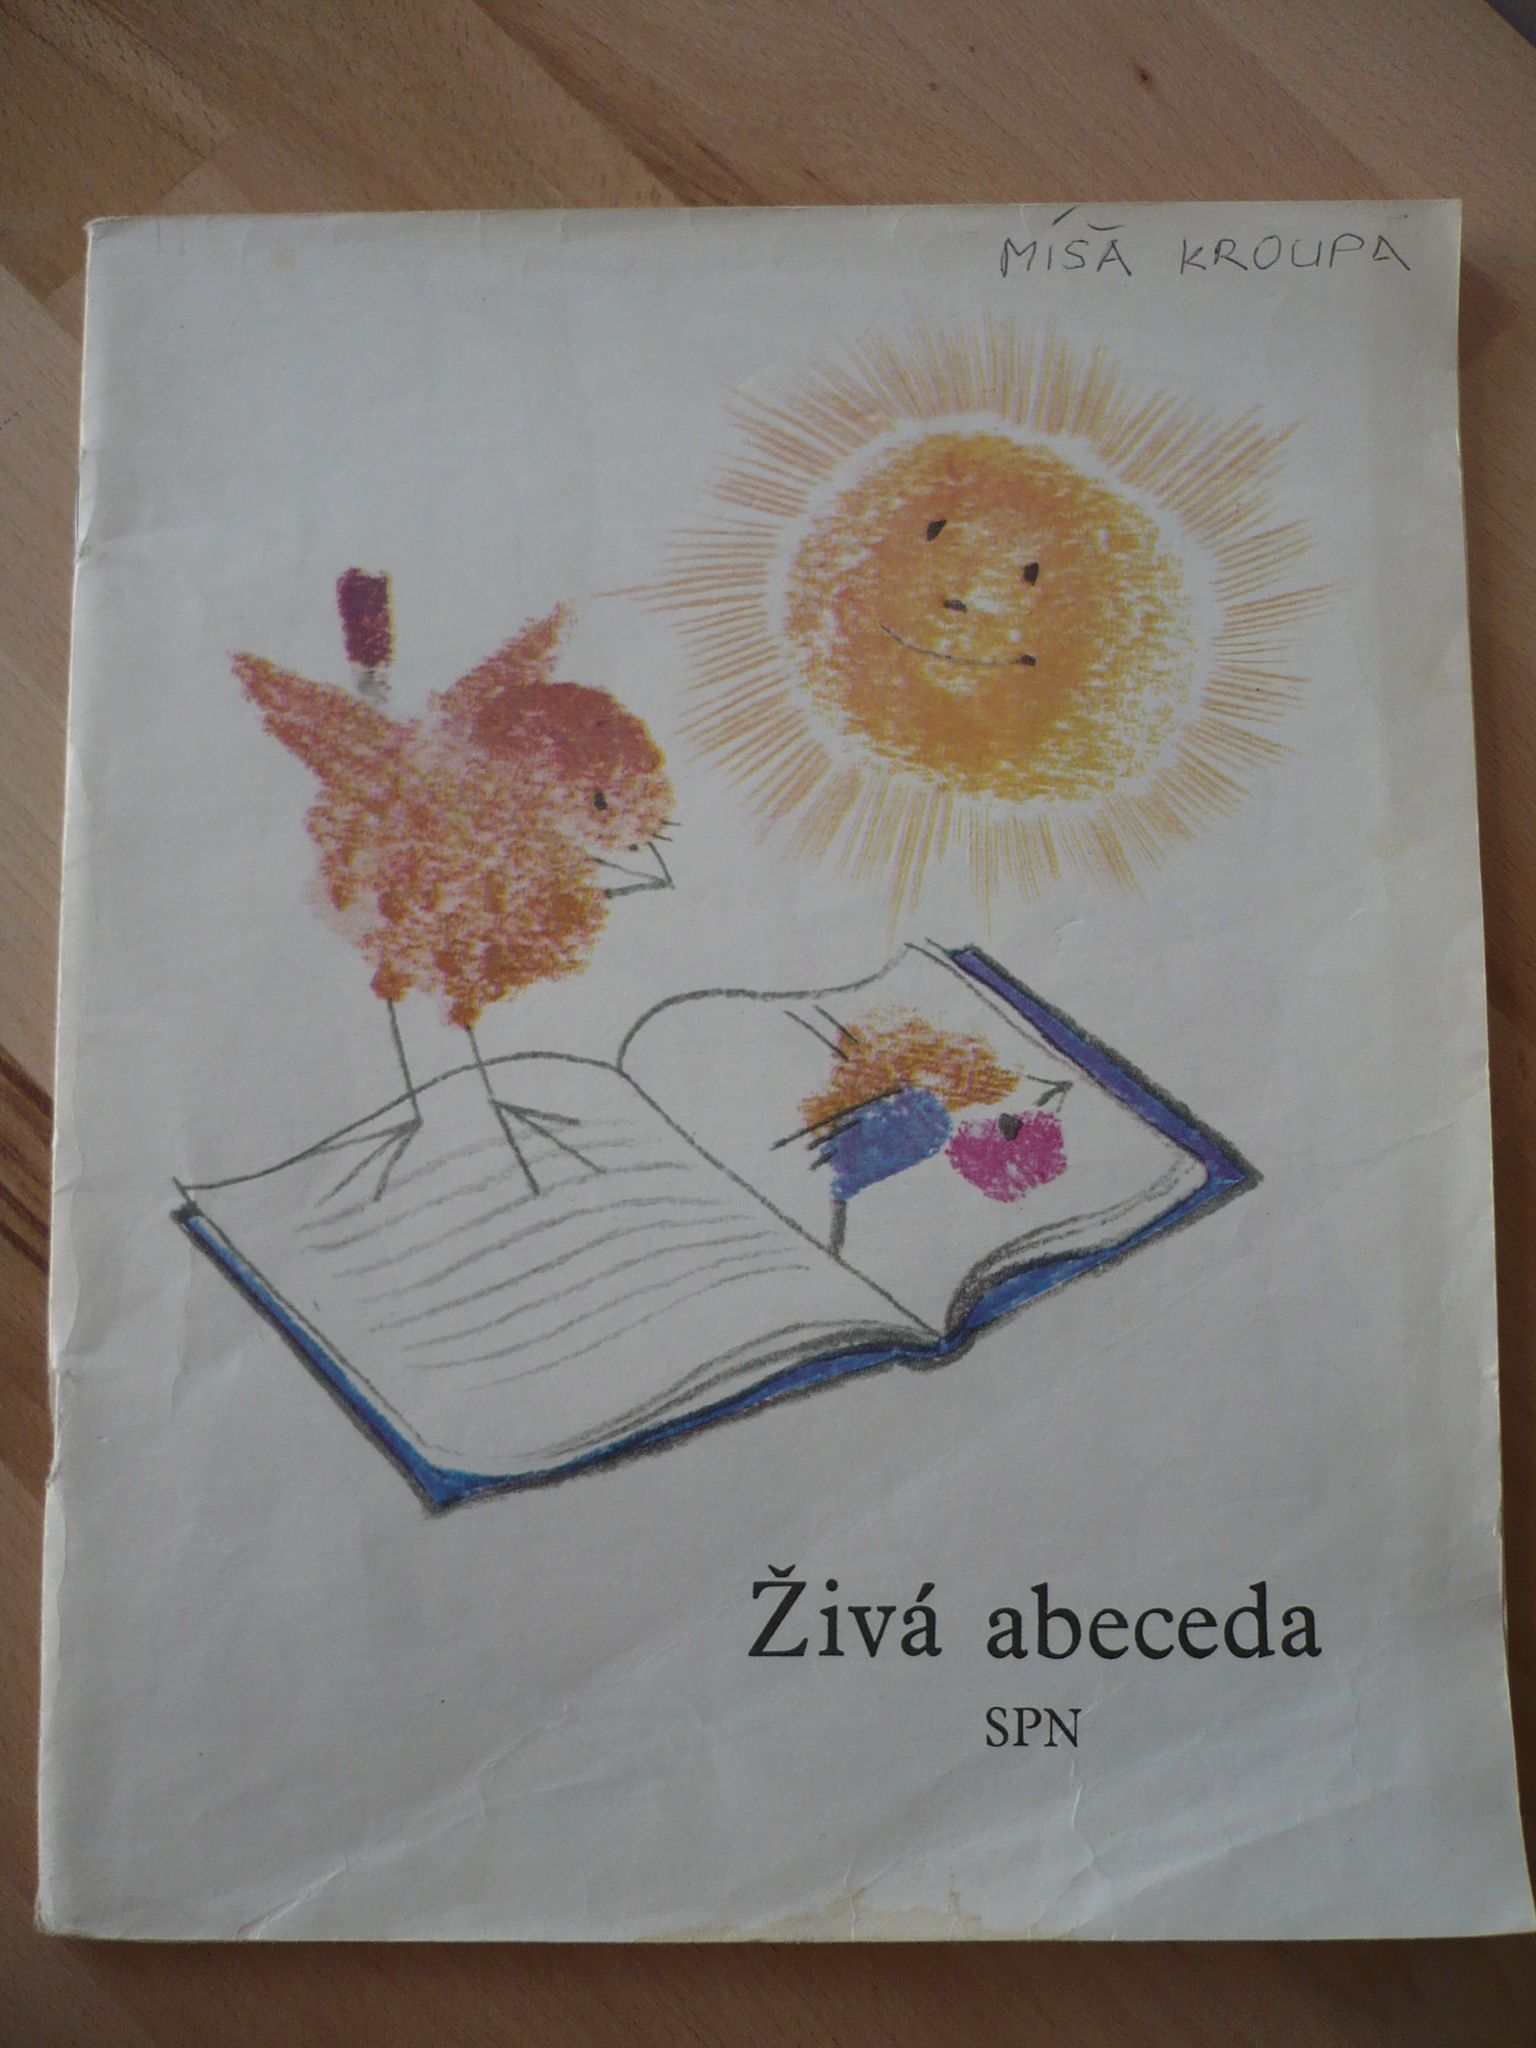 MÍŠA KROUPA
Živá abeceda
SPN